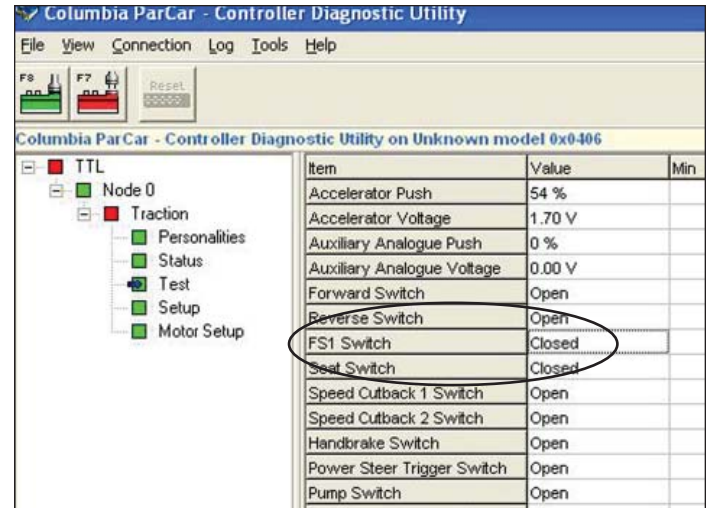 Columbia ParCar - Controller Diagnostic Utility
File View Connection Log Tools Help
F8 F7 Reset
Columbia ParCar - Controller Diagnostic Utility on Unknown model 0x0406
TTL
Node 0
Traction
Personalities
Status
Test
Setup
Motor Setup
Item Value Min
Accelerator Push 54 %
Accelerator Voltage 1.70 V
Auxiliary Analogue Push 0 %
Auxiliary Analogue Voltage 0.00 V
Forward Switch Open
Reverse Switch Open
FS1 Switch Closed
Seat Switch Closed
Speed Cutback 1 Switch Open
Speed Cutback 2 Switch Open
Handbrake Switch Open
Power Steer Trigger Switch Open
Pump Switch Open